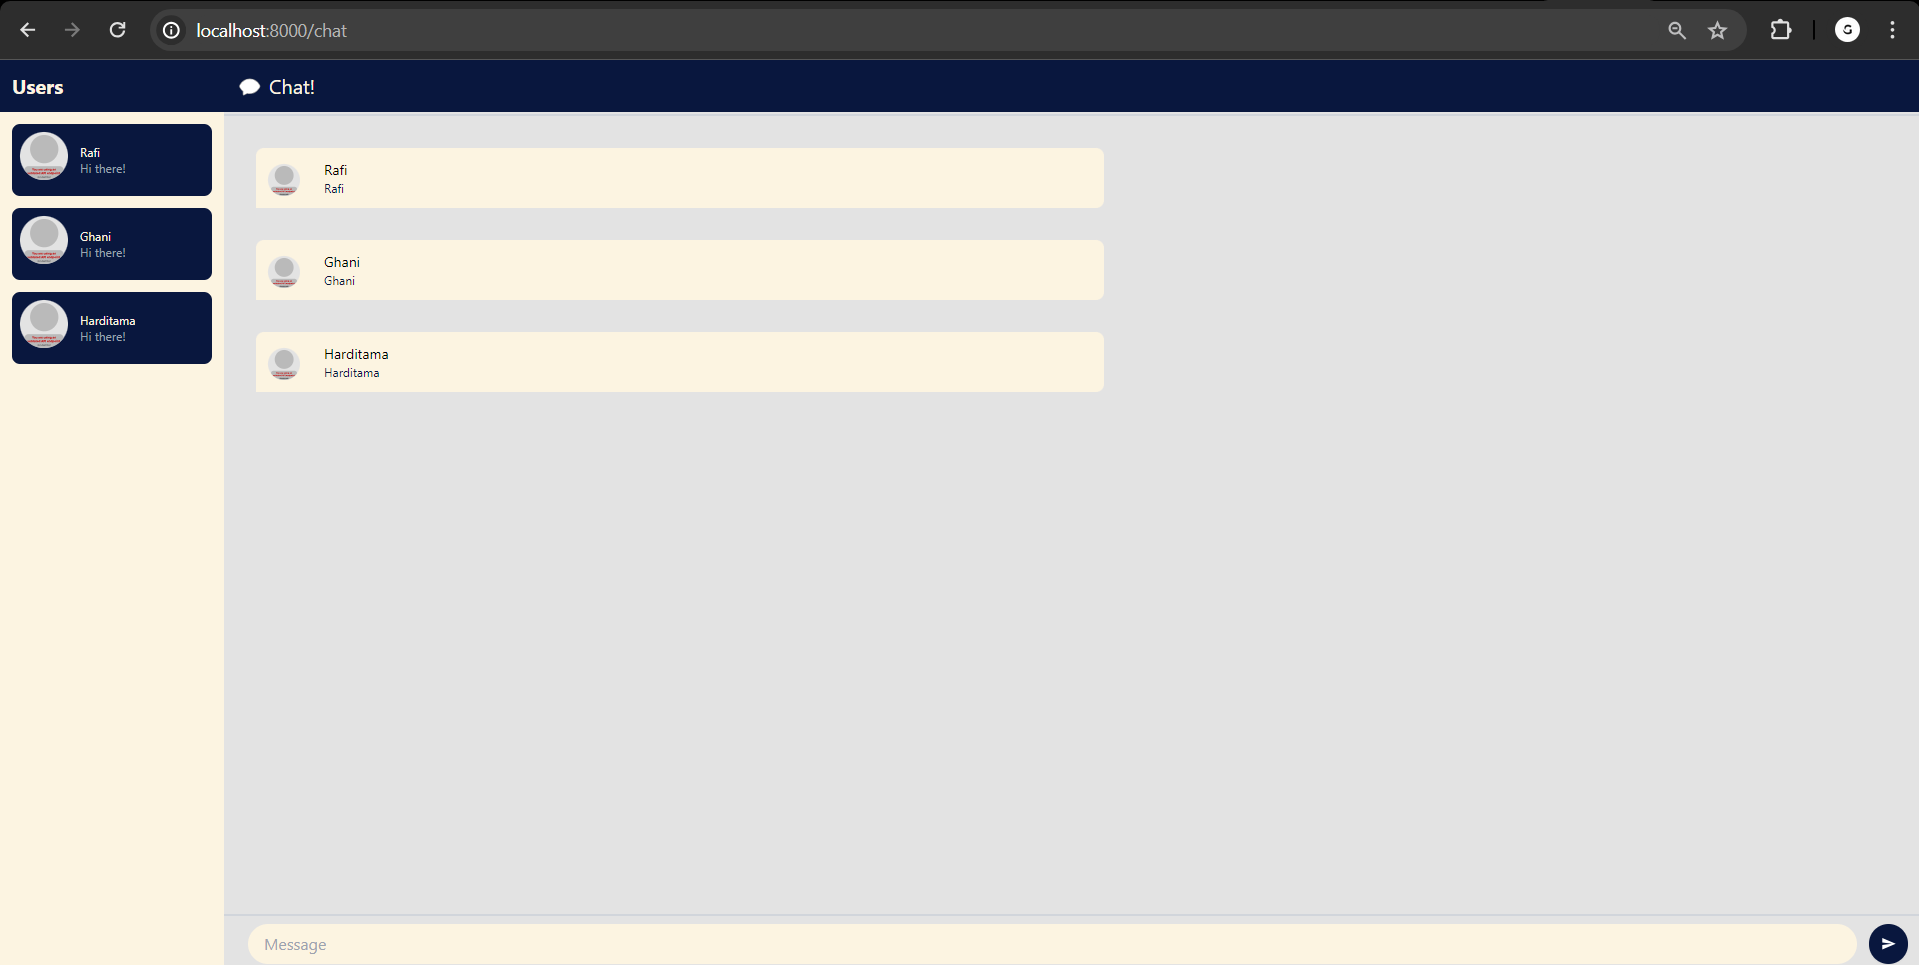 localhost:8000/chat
Users
Chat!
Rafi
Hi there!
Ghani
Hi there!
Harditama
Hi there!
Rafi
Rafi
Ghani
Ghani
Harditama
Harditama
Message
G